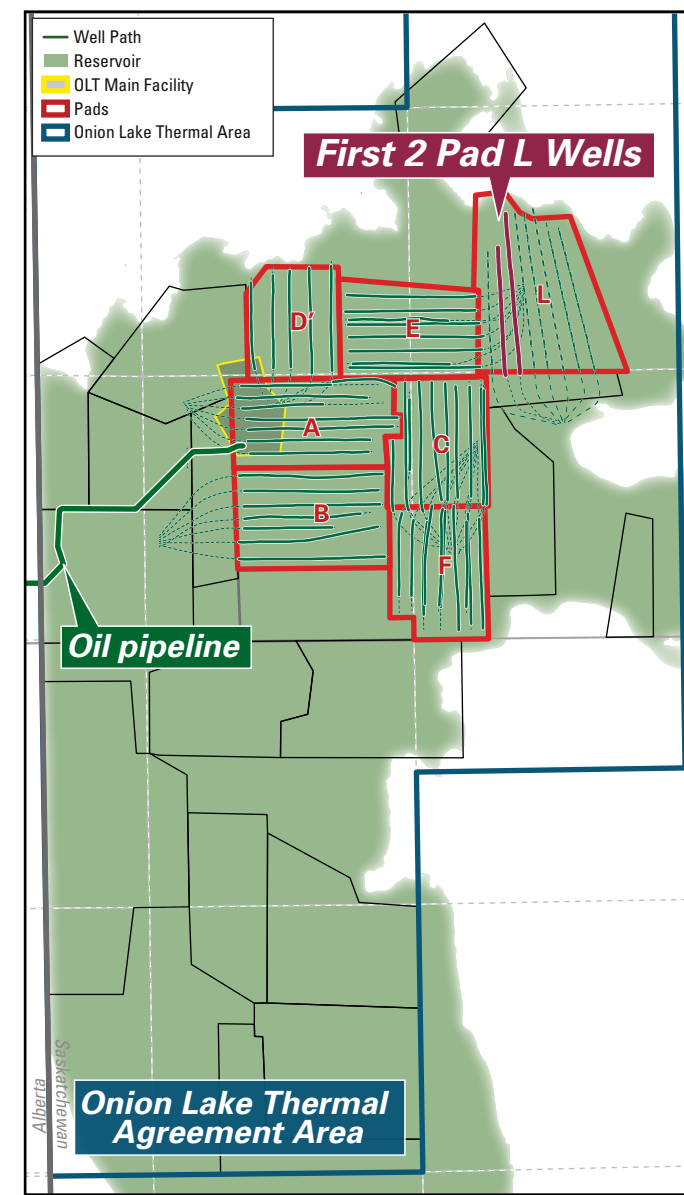 Well Path
Reservoir
OLT Main Facility
Pads
Onion Lake Thermal Area
First 2 Pad L Wells
D'
E
L
A
C
B
F
Oil pipeline
Alberta
Saskatchewan
Onion Lake Thermal
Agreement Area